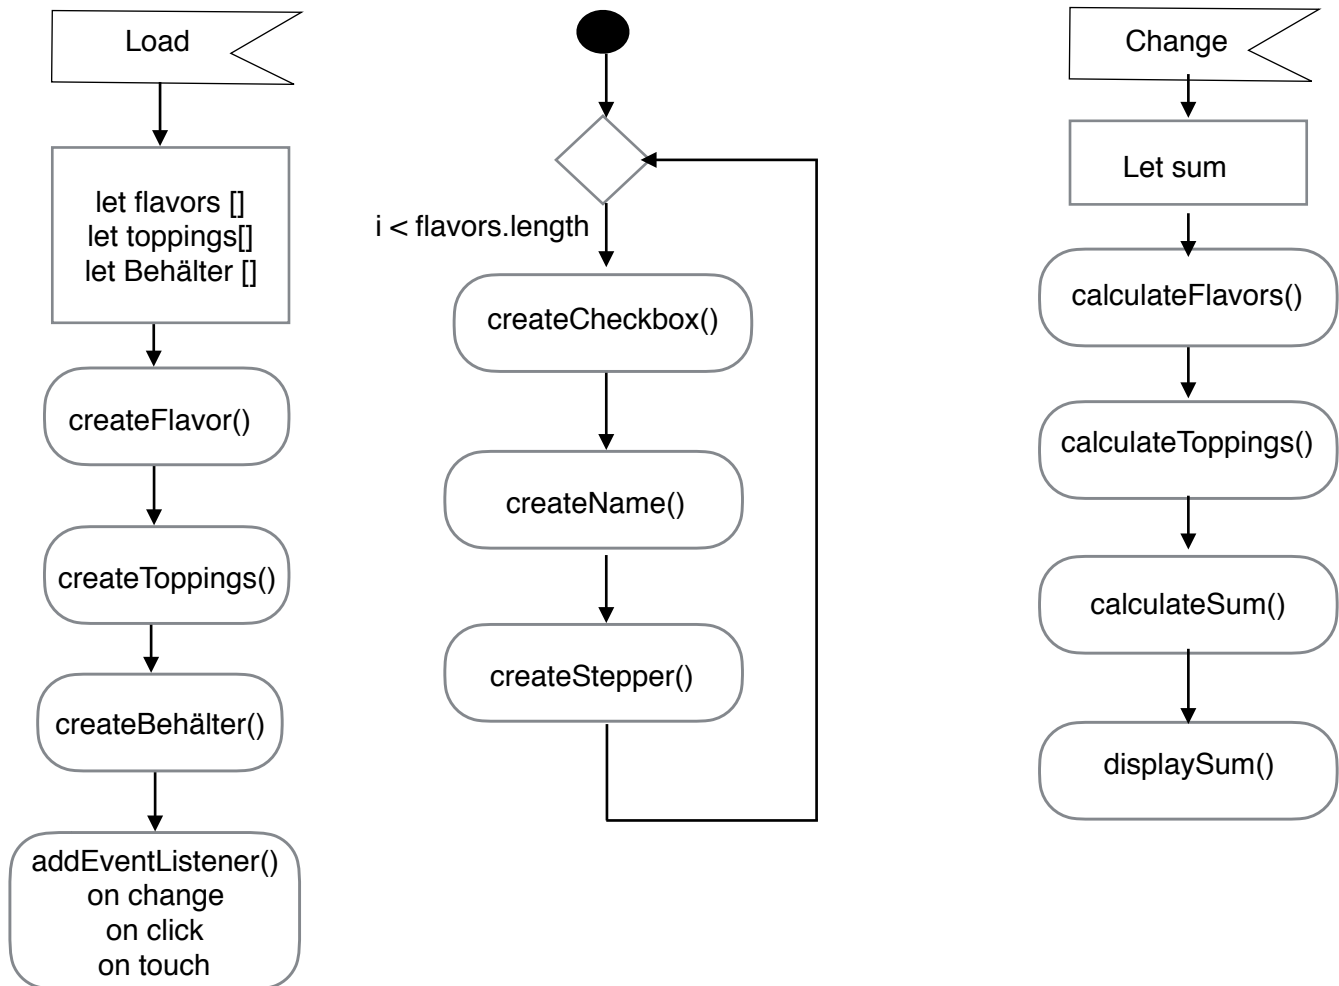 Load
let flavors []
let toppings[]
let Behälter []
createFlavor()
createToppings()
createBehälter()
addEventListener()
on change
on click
on touch
i < flavors.length
createCheckbox()
createName()
createStepper()
Change
Let sum
calculateFlavors()
calculateToppings()
calculateSum()
displaySum()